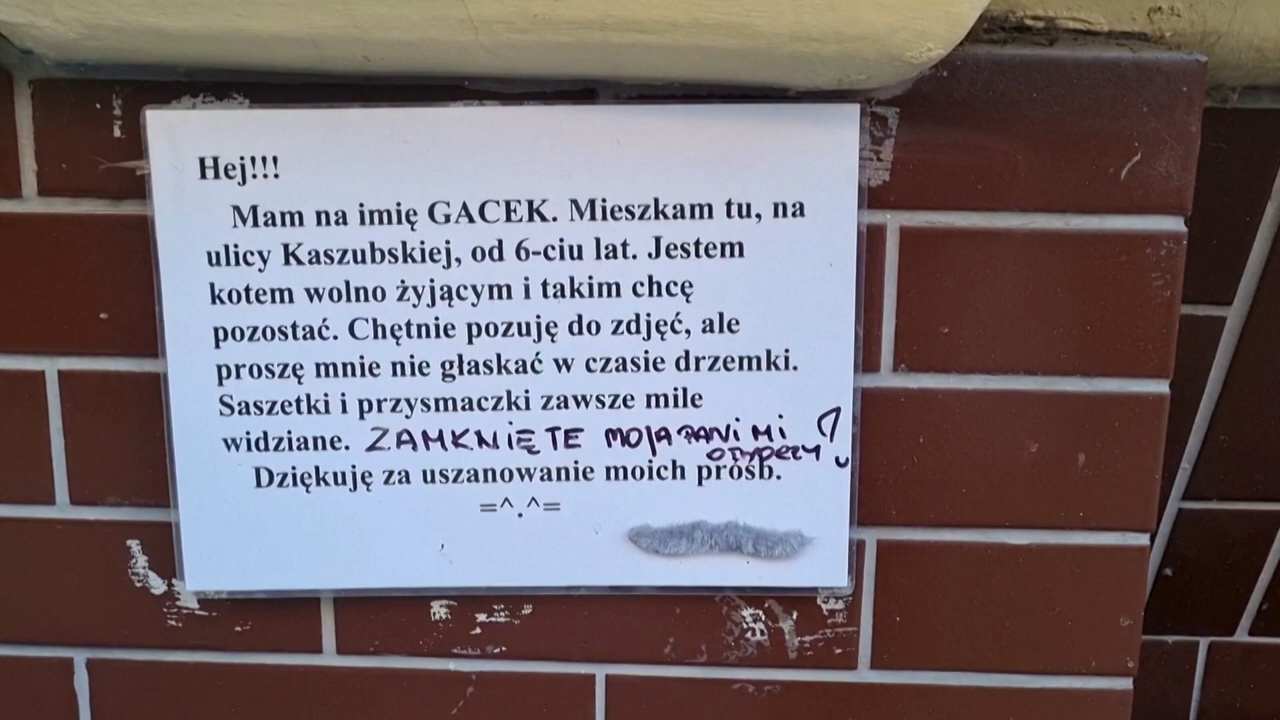 Hej!!!
Mam na imię GACEK. Mieszkam tu, na
ulicy Kaszubskiej, od 6-ciu lat. Jestem
kotem wolno żyjącym i takim chcę
pozostać. Chętnie pozuję do zdjęć, ale
proszę mnie nie głaskać w czasie drzemki.
Saszetki i przysmaczki zawsze mile
widziane. ZAMKNIĘTE MOJA PANI MI
OTWORZY!
Dziękuję za uszanowanie moich próśb.
=^.^=